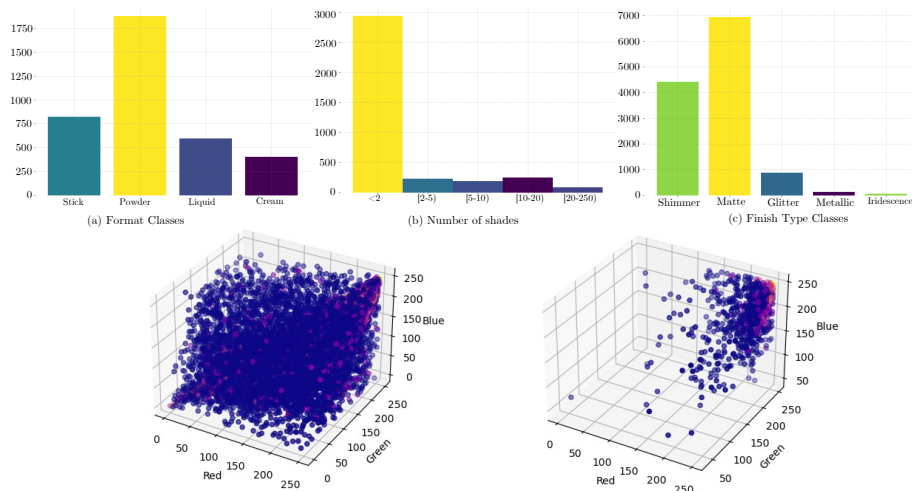 1750
1500
1250
1000
750
500
250
0
Stick Powder Liquid Cream
(a) Format Classes
3000
2500
2000
1500
1000
500
0
<2 [2-5) [5-10) [10-20) [20-250)
(b) Number of shades
7000
6000
5000
4000
3000
2000
1000
0
Shimmer Matte Glitter Metallic Iridescence
(c) Finish Type Classes
250
200
150
100
50
0
Blue
0 50 100 150 200 250
Red
0 50 100 150 200 250
Green
250
200
150
100
50
Blue
0 50 100 150 200 250
Red
50 100 150 200 250
Green